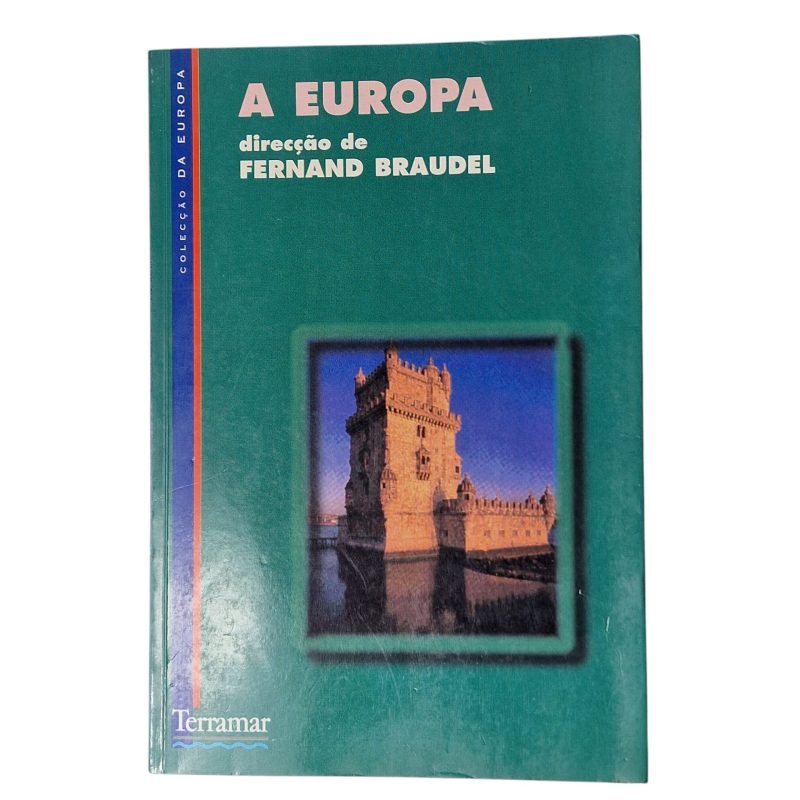 A EUROPA
direcção de
FERNAND BRAUDEL
COLECÇÃO DA EUROPA
Terramar